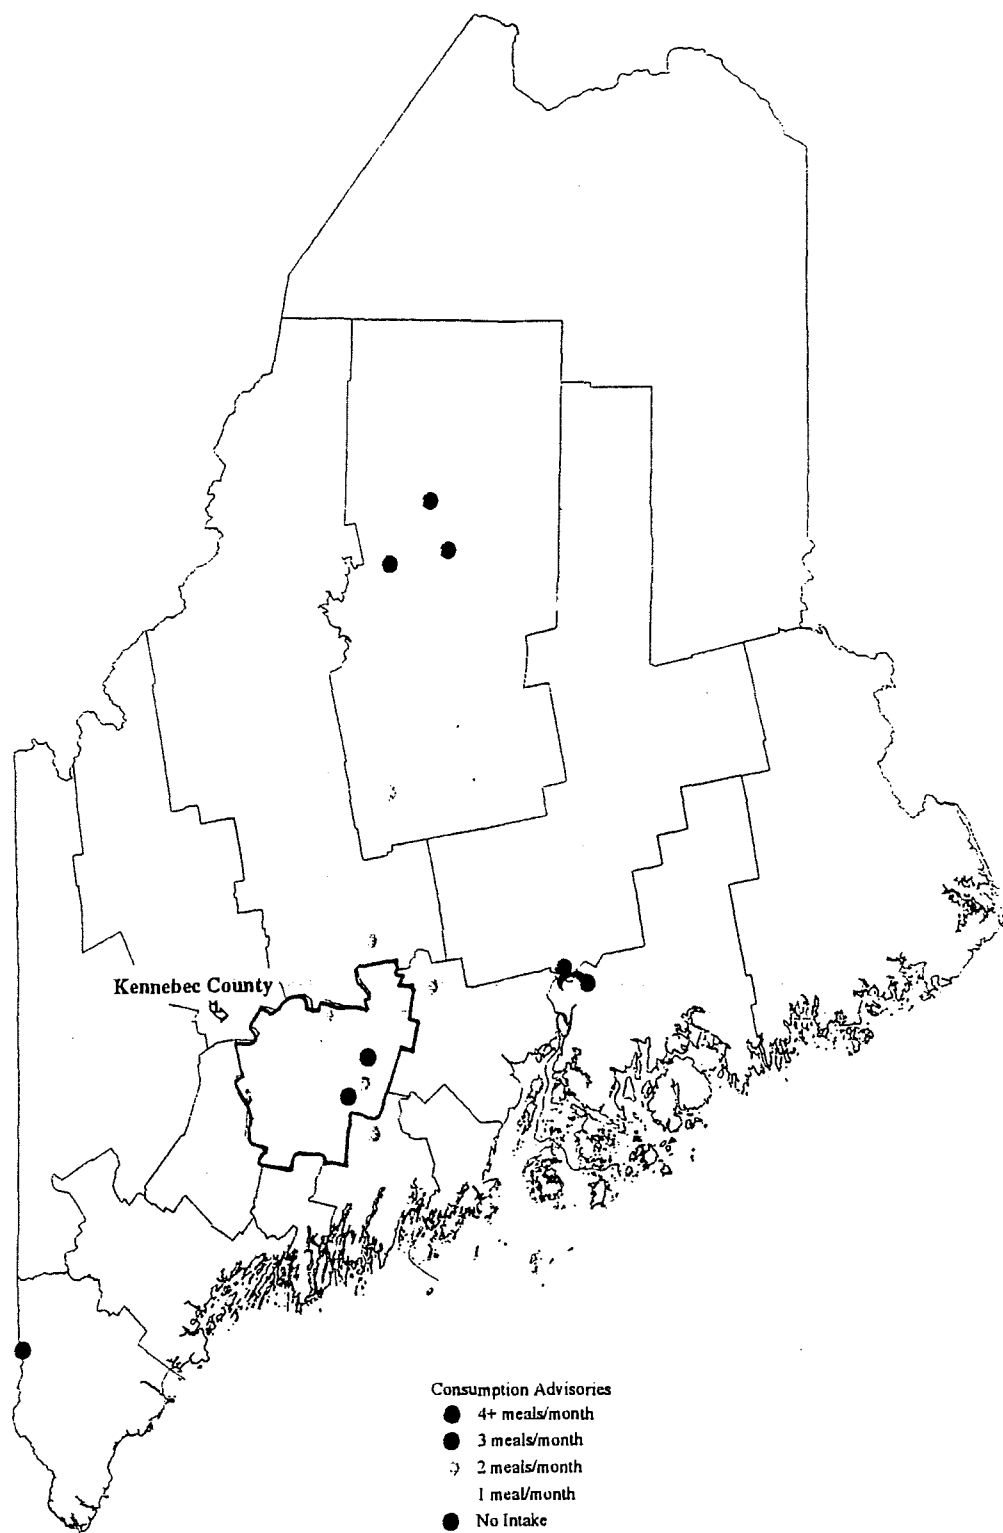 Kennebec County
Consumption Advisories
4+ meals/month
3 meals/month
2 meals/month
1 meal/month
No Intake